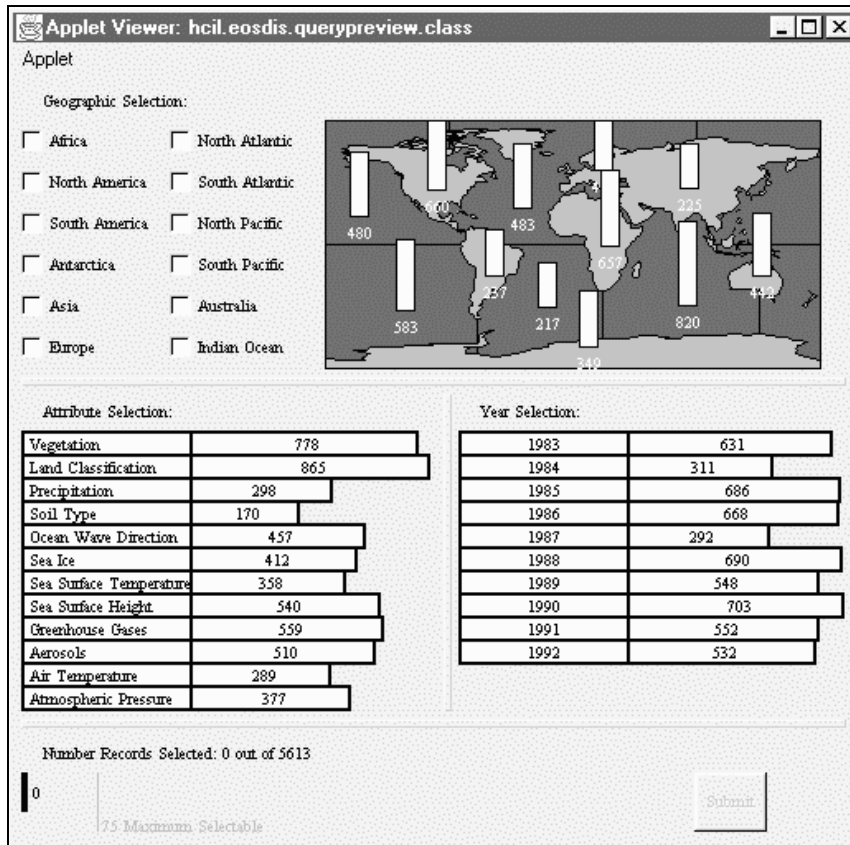 Applet Viewer: hcil.eosdis.querypreview.class
Applet
Geographic Selection:
Africa
North Atlantic
North America
South Atlantic
South America
North Pacific
Antarctica
South Pacific
Asia
Australia
Europe
Indian Ocean
660
480
483
225
657
237
442
583
217
820
349
Attribute Selection:
Vegetation 778
Land Classification 865
Precipitation 298
Soil Type 170
Ocean Wave Direction 457
Sea Ice 412
Sea Surface Temperature 358
Sea Surface Height 540
Greenhouse Gases 559
Aerosols 510
Air Temperature 289
Atmospheric Pressure 377
Year Selection:
1983 631
1984 311
1985 686
1986 668
1987 292
1988 690
1989 548
1990 703
1991 552
1992 532
Number Records Selected: 0 out of 5613
0
75 Maximum Selectable
Submit